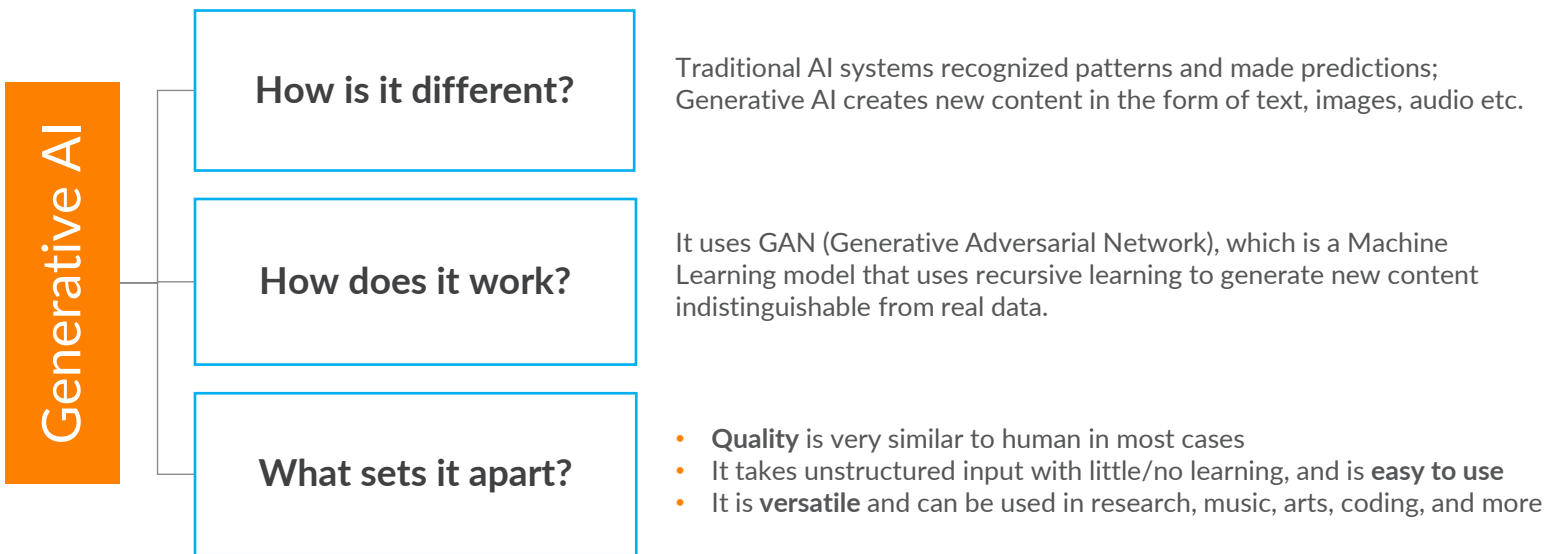 Generative AI
How is it different?
Traditional AI systems recognized patterns and made predictions;
Generative AI creates new content in the form of text, images, audio etc.
How does it work?
It uses GAN (Generative Adversarial Network), which is a Machine
Learning model that uses recursive learning to generate new content
indistinguishable from real data.
What sets it apart?
• Quality is very similar to human in most cases
• It takes unstructured input with little/no learning, and is easy to use
• It is versatile and can be used in research, music, arts, coding, and more